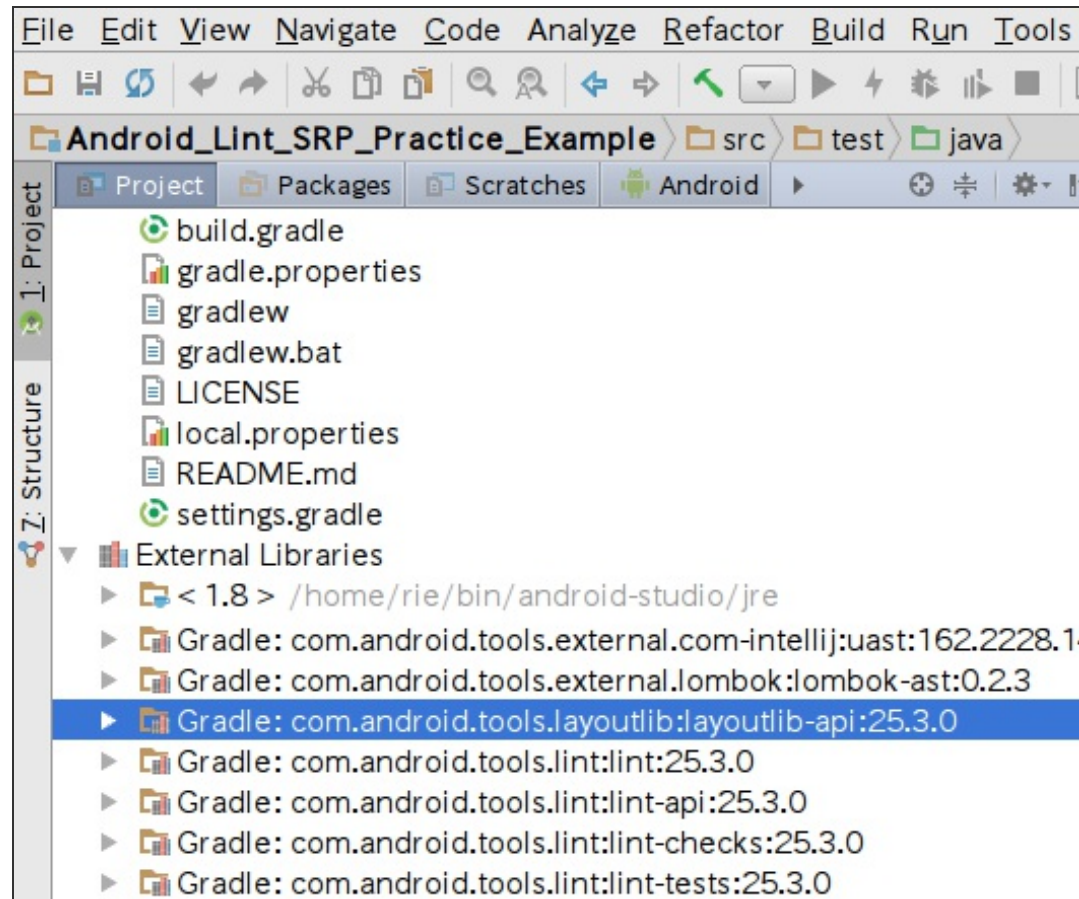 File Edit View Navigate Code Analyze Refactor Build Run Tools
Android_Lint_SRP_Practice_Example src test java
Project Packages Scratches Android
1: Project
7: Structure
build.gradle
gradle.properties
gradlew
gradlew.bat
LICENSE
local.properties
README.md
settings.gradle
External Libraries
< 1.8 > /home/rie/bin/android-studio/jre
Gradle: com.android.tools.external.com-intellij:uast:162.2228.14
Gradle: com.android.tools.external.lombok:lombok-ast:0.2.3
Gradle: com.android.tools.layoutlib:layoutlib-api:25.3.0
Gradle: com.android.tools.lint:lint:25.3.0
Gradle: com.android.tools.lint:lint-api:25.3.0
Gradle: com.android.tools.lint:lint-checks:25.3.0
Gradle: com.android.tools.lint:lint-tests:25.3.0